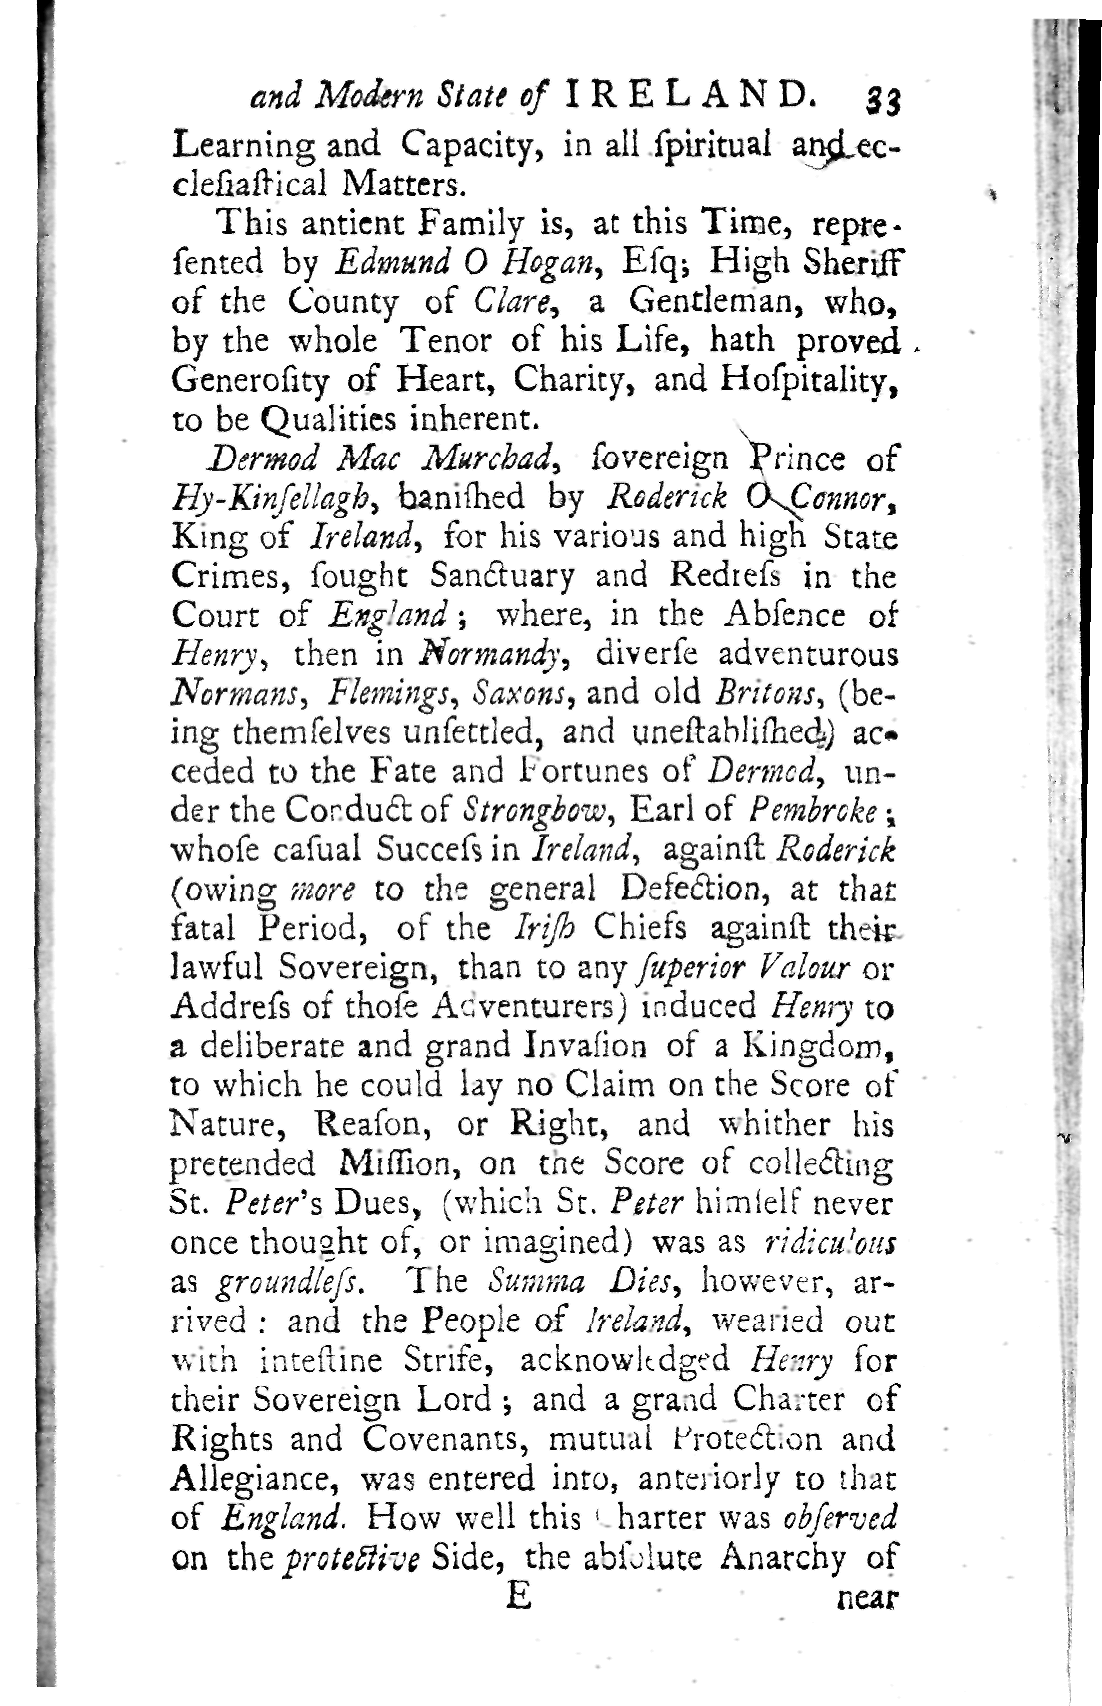 and Modern State of IRELAND. 33
Learning and Capacity, in all ſpiritual and ec-
cleſiaſtical Matters.
This antient Family is, at this Time, repre-
ſented by Edmund O Hogan, Eſq; High Sheriff
of the County of Clare, a Gentleman, who,
by the whole Tenor of his Life, hath proved
Generoſity of Heart, Charity, and Hoſpitality,
to be Qualities inherent.
Dermod Mac Murchad, ſovereign Prince of
Hy-Kinſellagh, baniſhed by Roderick O Connor,
King of Ireland, for his various and high State
Crimes, ſought Sanctuary and Redreſs in the
Court of England; where, in the Abſence of
Henry, then in Normandy, diverſe adventurous
Normans, Flemings, Saxons, and old Britons, (be-
ing themſelves unſettled, and uneſtabliſhed,) ac-
ceded to the Fate and Fortunes of Dermod, un-
der the Conduct of Strongbow, Earl of Pembroke;
whoſe caſual Succeſs in Ireland, againſt Roderick
(owing more to the general Defection, at that
fatal Period, of the Iriſh Chiefs againſt their
lawful Sovereign, than to any ſuperior Valour or
Addreſs of thoſe Adventurers) induced Henry to
a deliberate and grand Invaſion of a Kingdom,
to which he could lay no Claim on the Score of
Nature, Reaſon, or Right, and whither his
pretended Miſſion, on the Score of collecting
St. Peter's Dues, (which St. Peter himſelf never
once thought of, or imagined) was as ridiculous
as groundleſs. The Summa Dies, however, ar-
rived: and the People of Ireland, wearied out
with inteſtine Strife, acknowledged Henry for
their Sovereign Lord; and a grand Charter of
Rights and Covenants, mutual Protection and
Allegiance, was entered into, anteriorly to that
of England. How well this Charter was obſerved
on the protective Side, the abſolute Anarchy of
E near